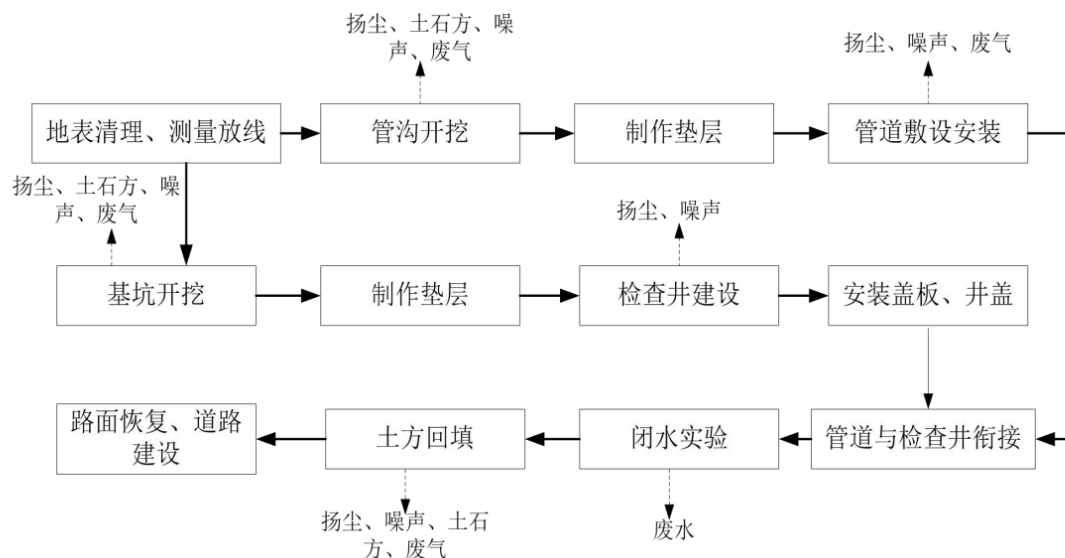 扬尘、土石方、噪
声、废气
扬尘、噪声、废气
地表清理、测量放线
管沟开挖
制作垫层
管道敷设安装
扬尘、土石方、噪
声、废气
扬尘、噪声
基坑开挖
制作垫层
检查井建设
安装盖板、井盖
路面恢复、道路
建设
土方回填
闭水实验
管道与检查井衔接
扬尘、噪声、土石
方、废气
废水